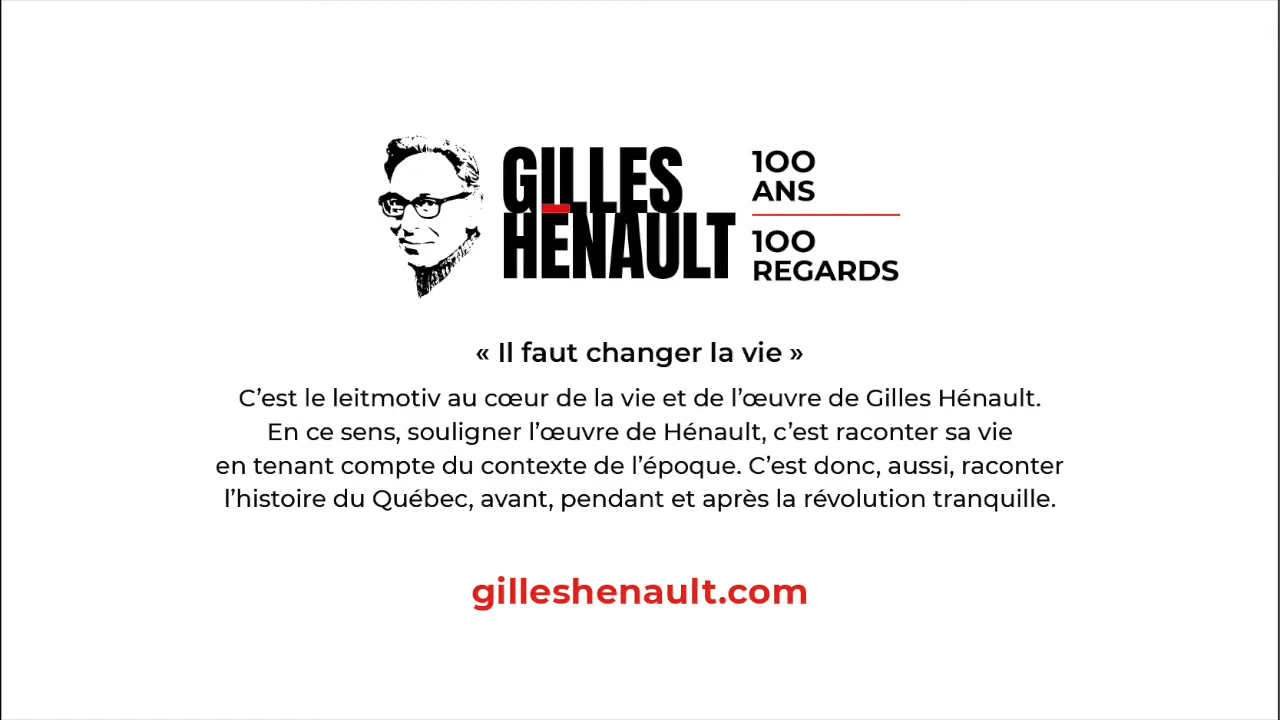 GILLES
HÉNAULT
100
ANS
100
REGARDS
« Il faut changer la vie »
C’est le leitmotiv au cœur de la vie et de l’œuvre de Gilles Hénault.
En ce sens, souligner l’œuvre de Hénault, c’est raconter sa vie
en tenant compte du contexte de l’époque. C’est donc, aussi, raconter
l’histoire du Québec, avant, pendant et après la révolution tranquille.
gilleshenault.com